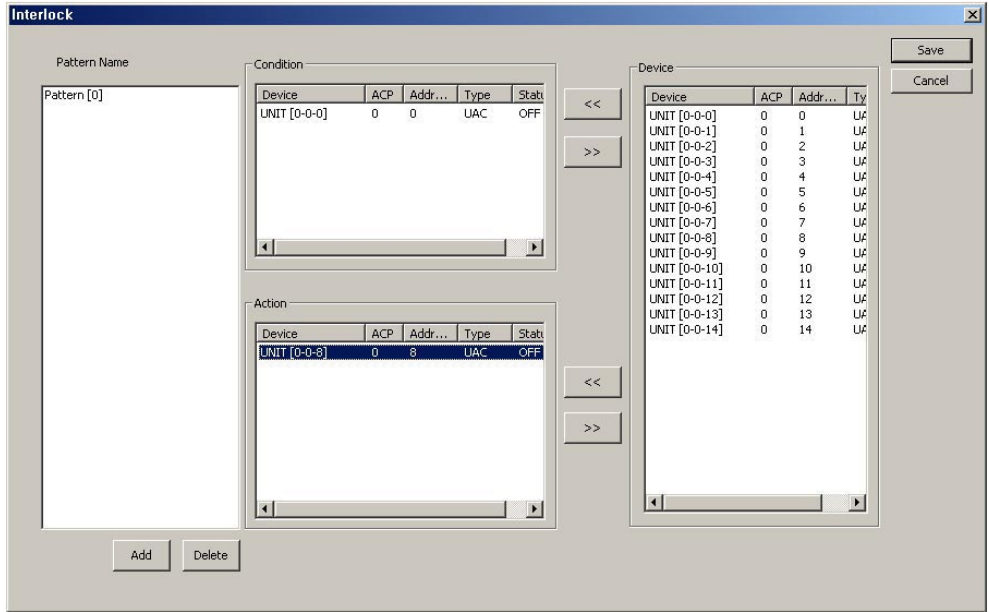 Interlock
Save
Cancel
Pattern Name
Pattern [0]
Add Delete
Condition
Device ACP Addr... Type Statu
UNIT [0-0-0] 0 0 UAC OFF
<<
>>
Action
Device ACP Addr... Type Statu
UNIT [0-0-8] 0 8 UAC OFF
<<
>>
Device
Device ACP Addr... Ty
UNIT [0-0-0] 0 0 UA
UNIT [0-0-1] 0 1 UA
UNIT [0-0-2] 0 2 UA
UNIT [0-0-3] 0 3 UA
UNIT [0-0-4] 0 4 UA
UNIT [0-0-5] 0 5 UA
UNIT [0-0-6] 0 6 UA
UNIT [0-0-7] 0 7 UA
UNIT [0-0-8] 0 8 UA
UNIT [0-0-9] 0 9 UA
UNIT [0-0-10] 0 10 UA
UNIT [0-0-11] 0 11 UA
UNIT [0-0-12] 0 12 UA
UNIT [0-0-13] 0 13 UA
UNIT [0-0-14] 0 14 UA